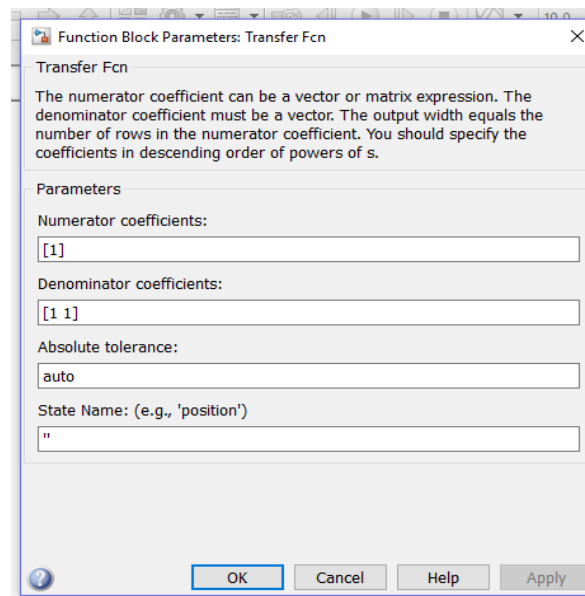 10.0
Function Block Parameters: Transfer Fcn
Transfer Fcn
The numerator coefficient can be a vector or matrix expression. The
denominator coefficient must be a vector. The output width equals the
number of rows in the numerator coefficient. You should specify the
coefficients in descending order of powers of s.
Parameters
Numerator coefficients:
[1]
Denominator coefficients:
[1 1]
Absolute tolerance:
auto
State Name: (e.g., 'position')
''
OK Cancel Help Apply